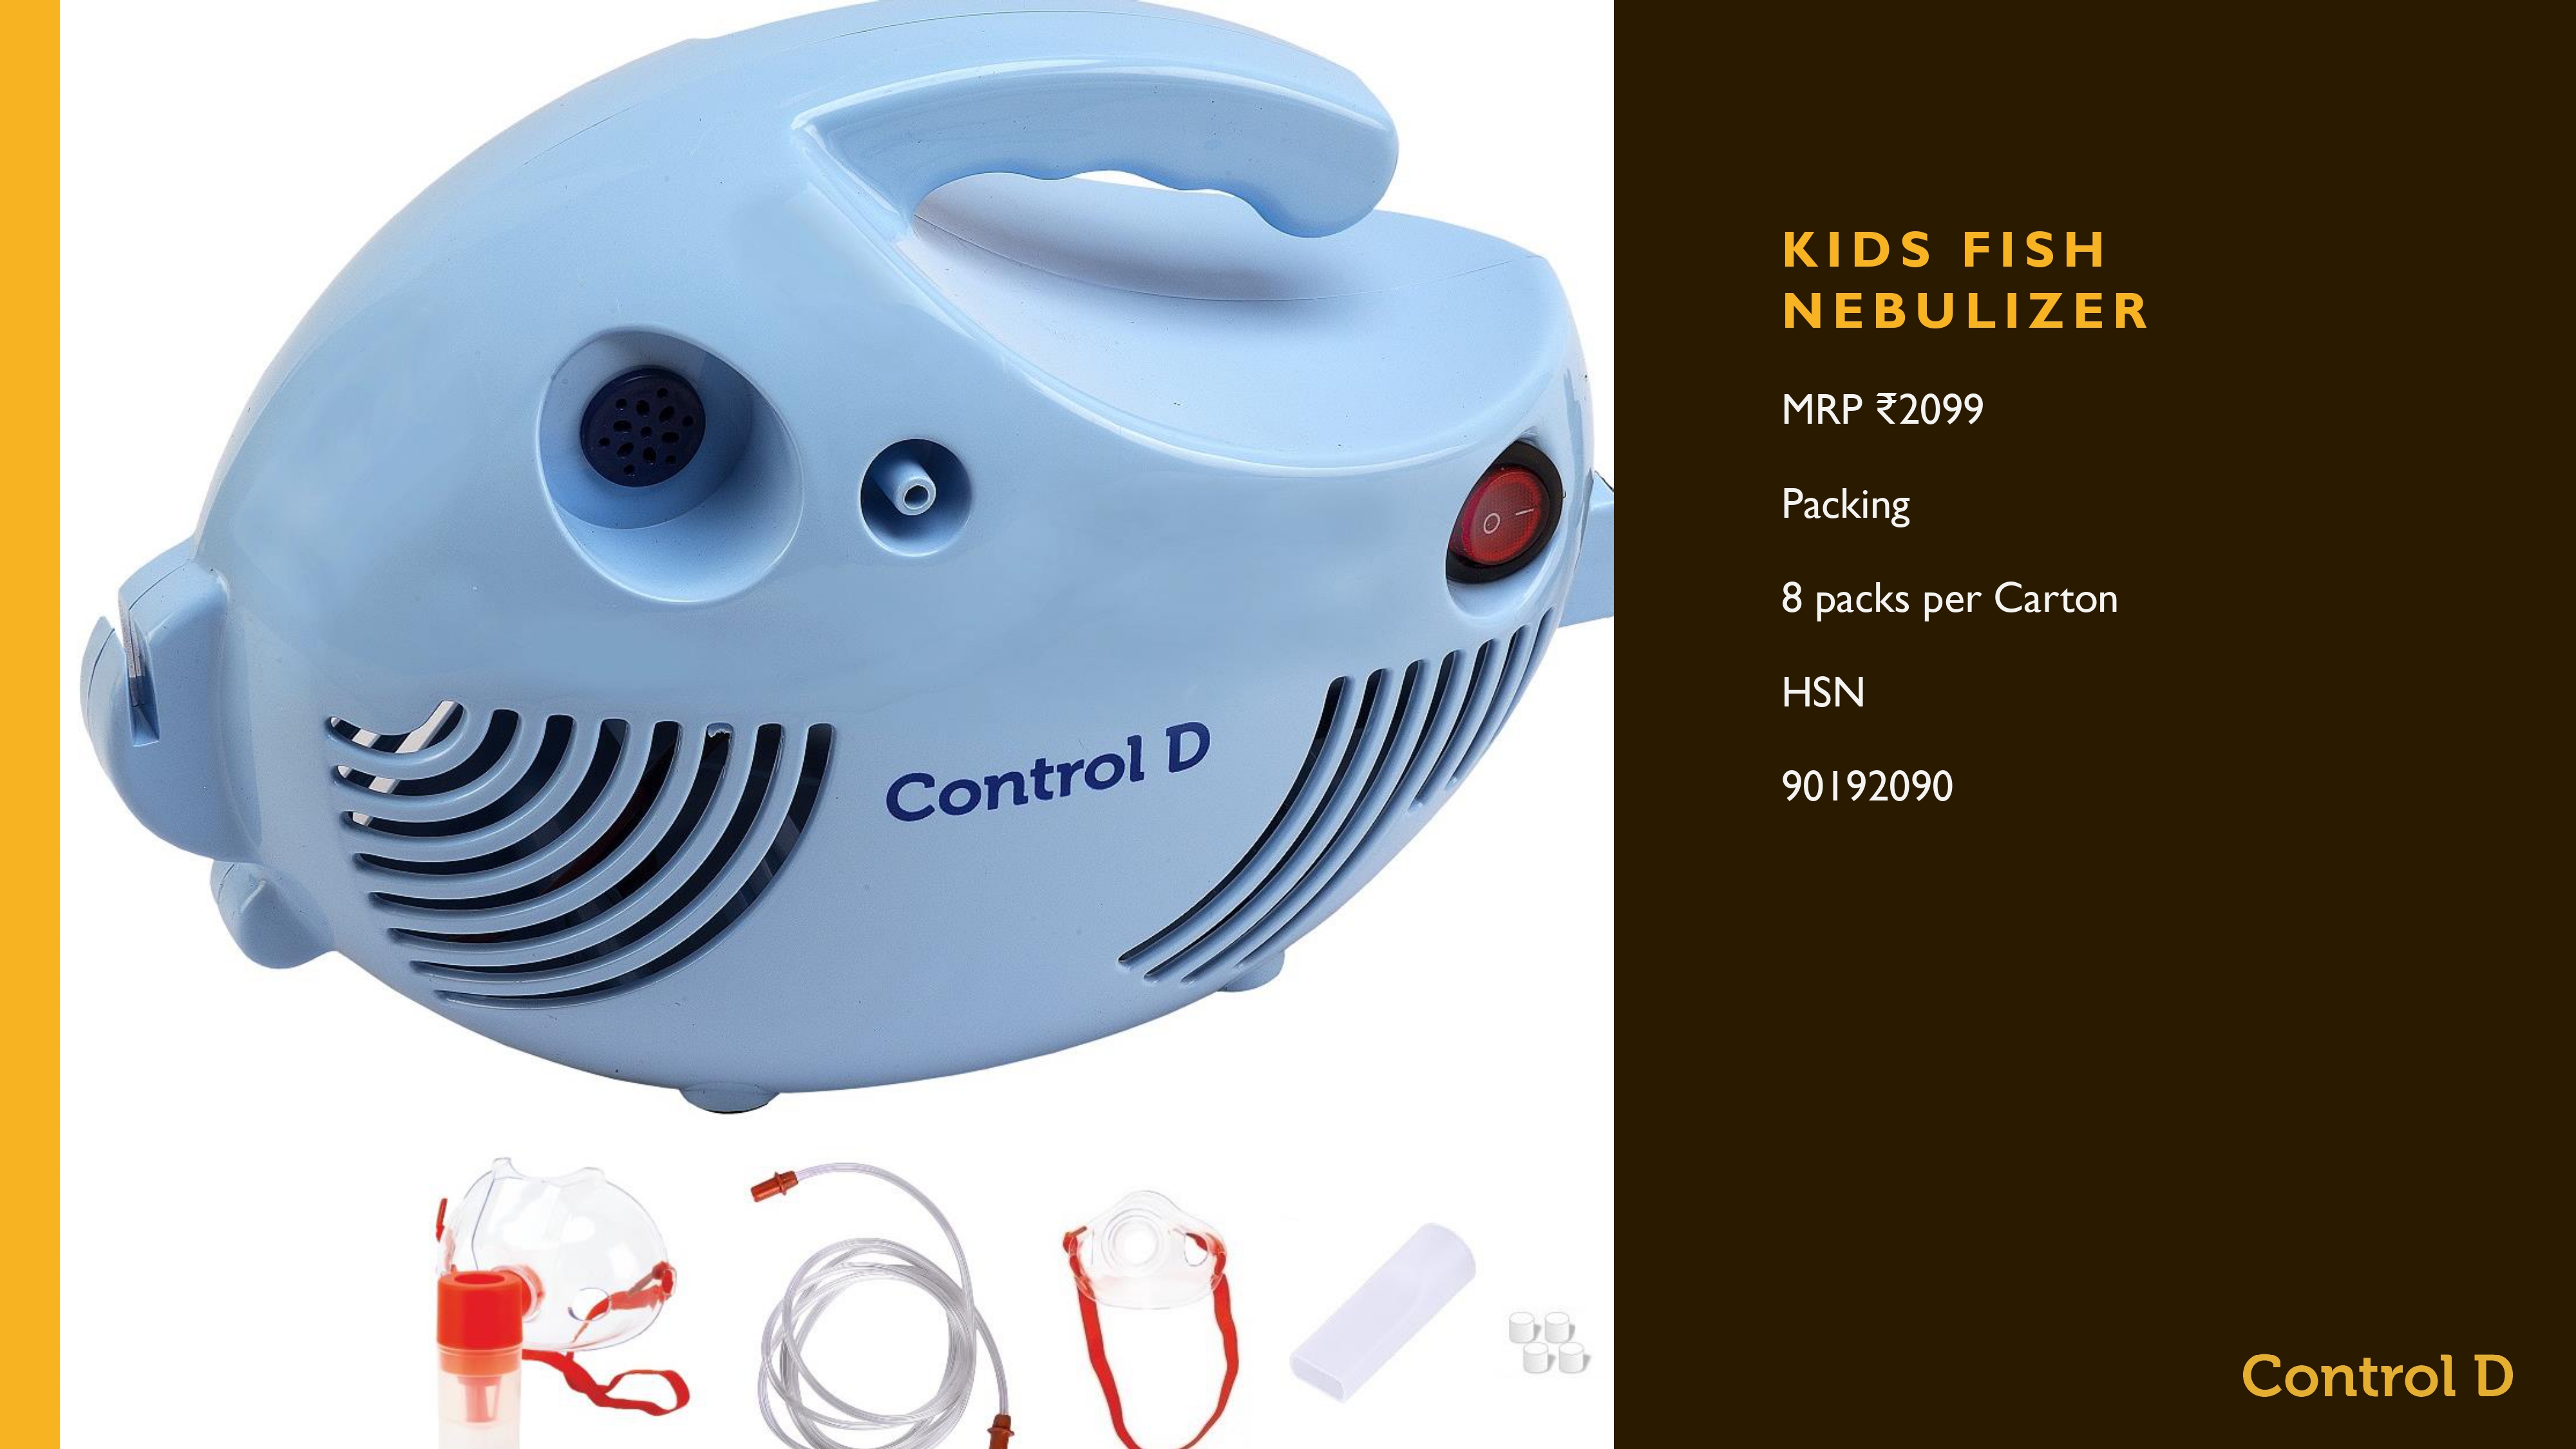 Control D
KIDS FISH
NEBULIZER
MRP ₹2099
Packing
8 packs per Carton
HSN
90192090
Control D